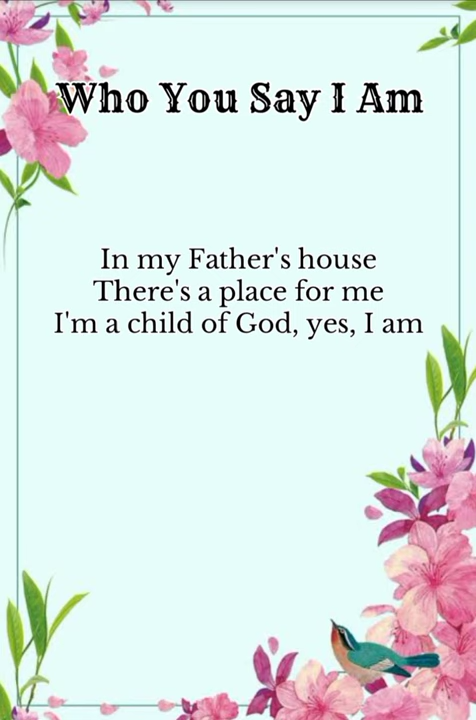 Who You Say I Am
In my Father's house
There's a place for me
I'm a child of God, yes, I am